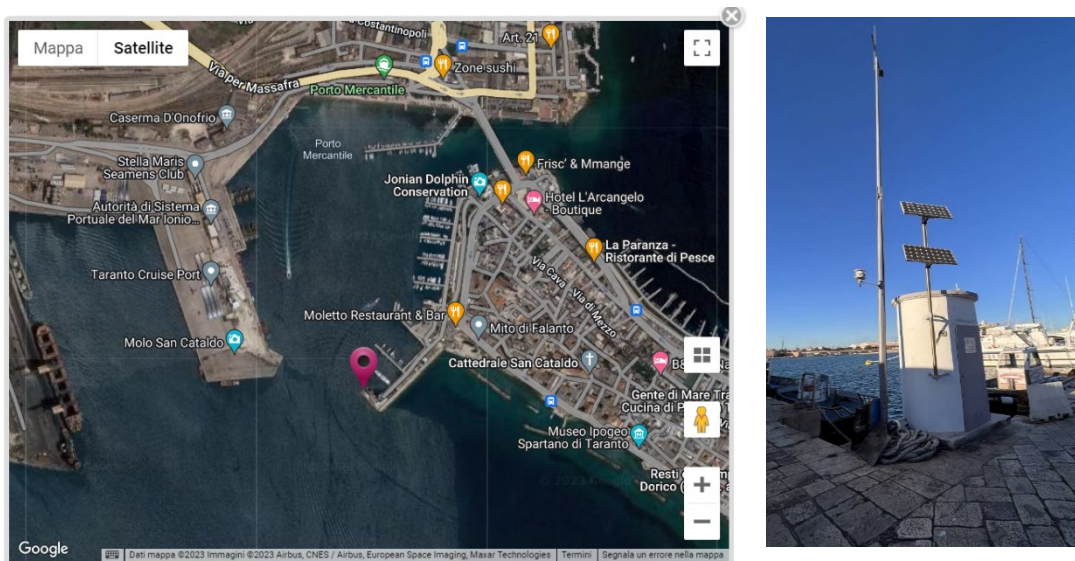 Mappa
Satellite
Costantinopoli
Art. 21
Zone sushi
Via per Massafra
Porto Mercantile
Caserma D'Onofrio
Porto
Mercantile
Stella Maris
Seamens Club
Frisc' & Mmange
Jonian Dolphin
Conservation
Hotel L'Arcangelo
- Boutique
Autorità di Sistema
Portuale del Mar Ionio...
La Paranza -
Ristorante di Pesce
Taranto Cruise Port
Via Cava
Via di Mezzo
Moletto Restaurant & Bar
Mito di Falanto
Molo San Cataldo
Cattedrale San Cataldo
Gente di Mare
Cucina di
Museo Ipogeo
Spartano di Taranto
Resti
Dorico
Google
Dati mappa ©2023 Immagini ©2023 Airbus, CNES / Airbus, European Space Imaging, Maxar Technologies
Termini
Segnala un errore nella mappa